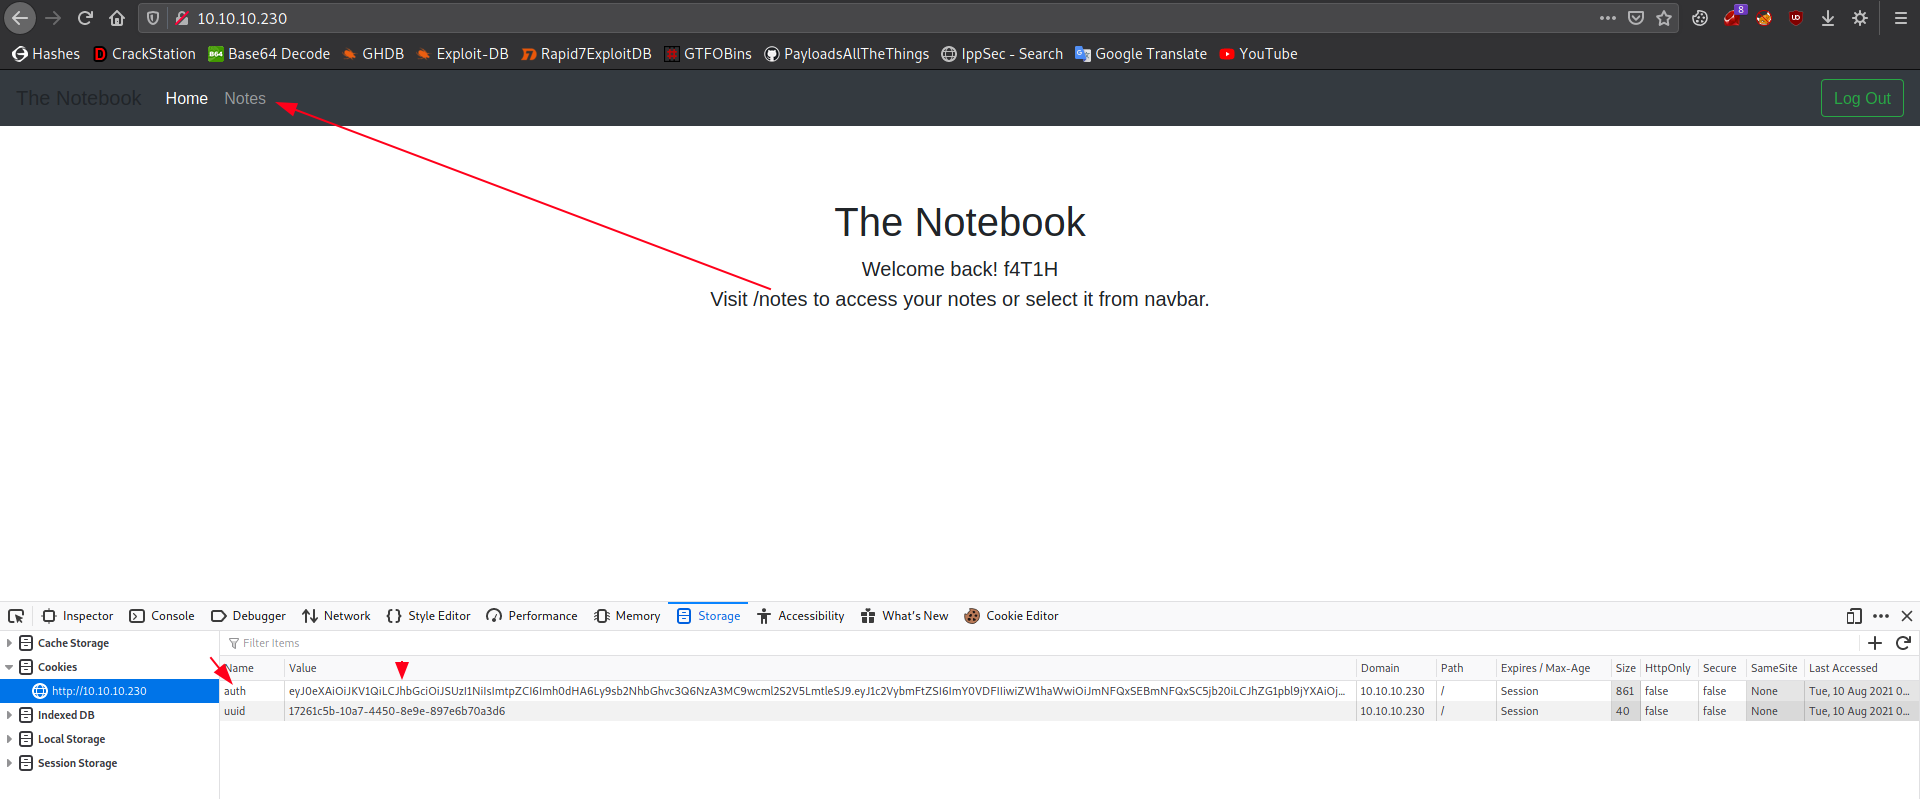 10.10.10.230
8
Hashes CrackStation Base64 Decode GHDB Exploit-DB Rapid7ExploitDB GTFOBins PayloadsAllTheThings IppSec - Search Google Translate YouTube
The Notebook Home Notes Log Out
The Notebook
Welcome back! f4T1H
Visit /notes to access your notes or select it from navbar.
Inspector Console Debugger Network Style Editor Performance Memory Storage Accessibility What's New Cookie Editor
Cache Storage
Filter Items
Cookies
Name Value Domain Path Expires / Max-Age Size HttpOnly Secure SameSite Last Accessed
http://10.10.10.230
auth 10.10.10.230 / Session 861 false false None Tue, 10 Aug 2021 0...
uuid 17261c5b-10a7-4450-8e9e-897e6b70a3d6 10.10.10.230 / Session 40 false false None Tue, 10 Aug 2021 0...
Indexed DB
Local Storage
Session Storage